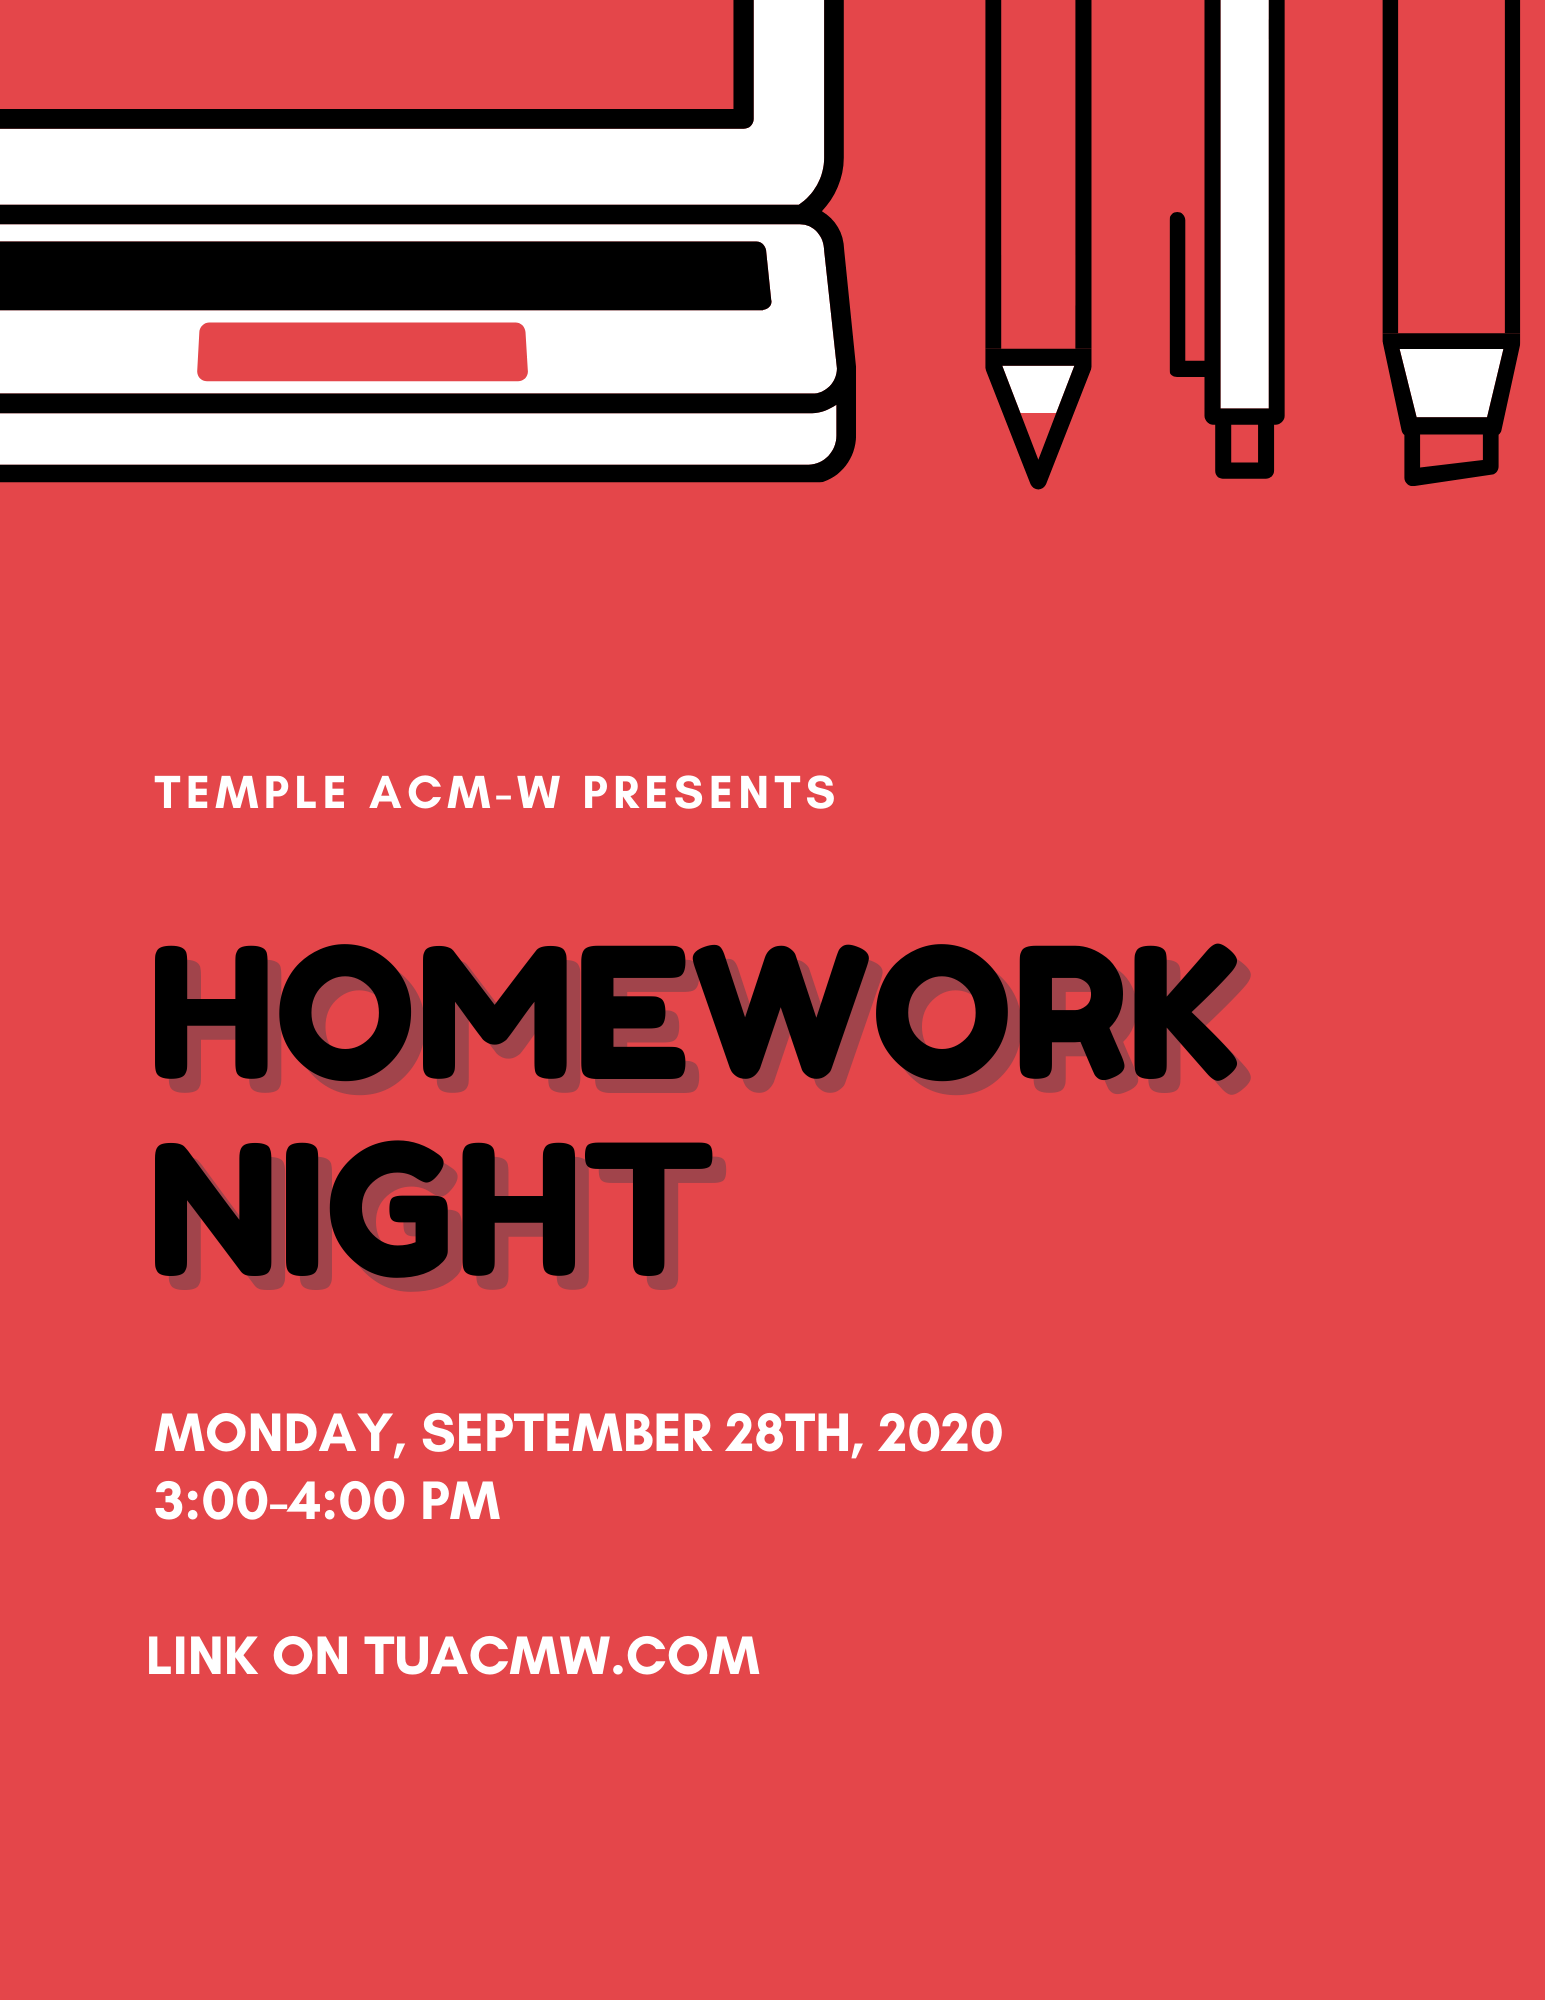 TEMPLE ACM-W PRESENTS
HOMEWORK
NIGHT
MONDAY, SEPTEMBER 28TH, 2020
3:00-4:00 PM
LINK ON TUACMW.COM